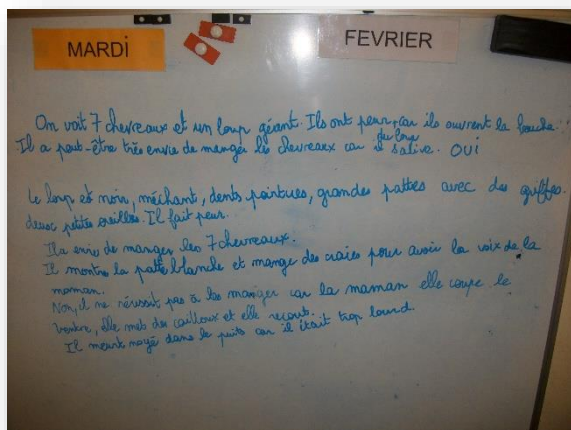 MARDi FEVRIER
On voit 7 chevreaux et un loup géant. Ils ont peur car ils ouvrent la bouche.
du loup
Il a peut-être très envie de manger les chevreaux car il salive. OUI
Le loup est noir, méchant, dents pointues, grandes pattes avec des griffes.
deux petites oreilles. Il fait peur.
Il a envie de manger les 7 chevreaux.
Il montre la patte blanche et mange des craies pour avoir la voix de la
maman.
Non, il ne réussit pas à les manger car la maman elle coupe le
ventre, elle met des cailloux et elle recout.
Il meurt noyé dans le puits car il était trop lourd.